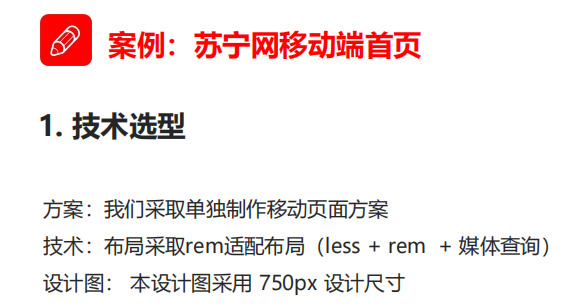 案例：苏宁网移动端首页
1. 技术选型
方案：我们采取单独制作移动页面方案
技术：布局采取rem适配布局（less + rem + 媒体查询）
设计图： 本设计图采用 750px 设计尺寸